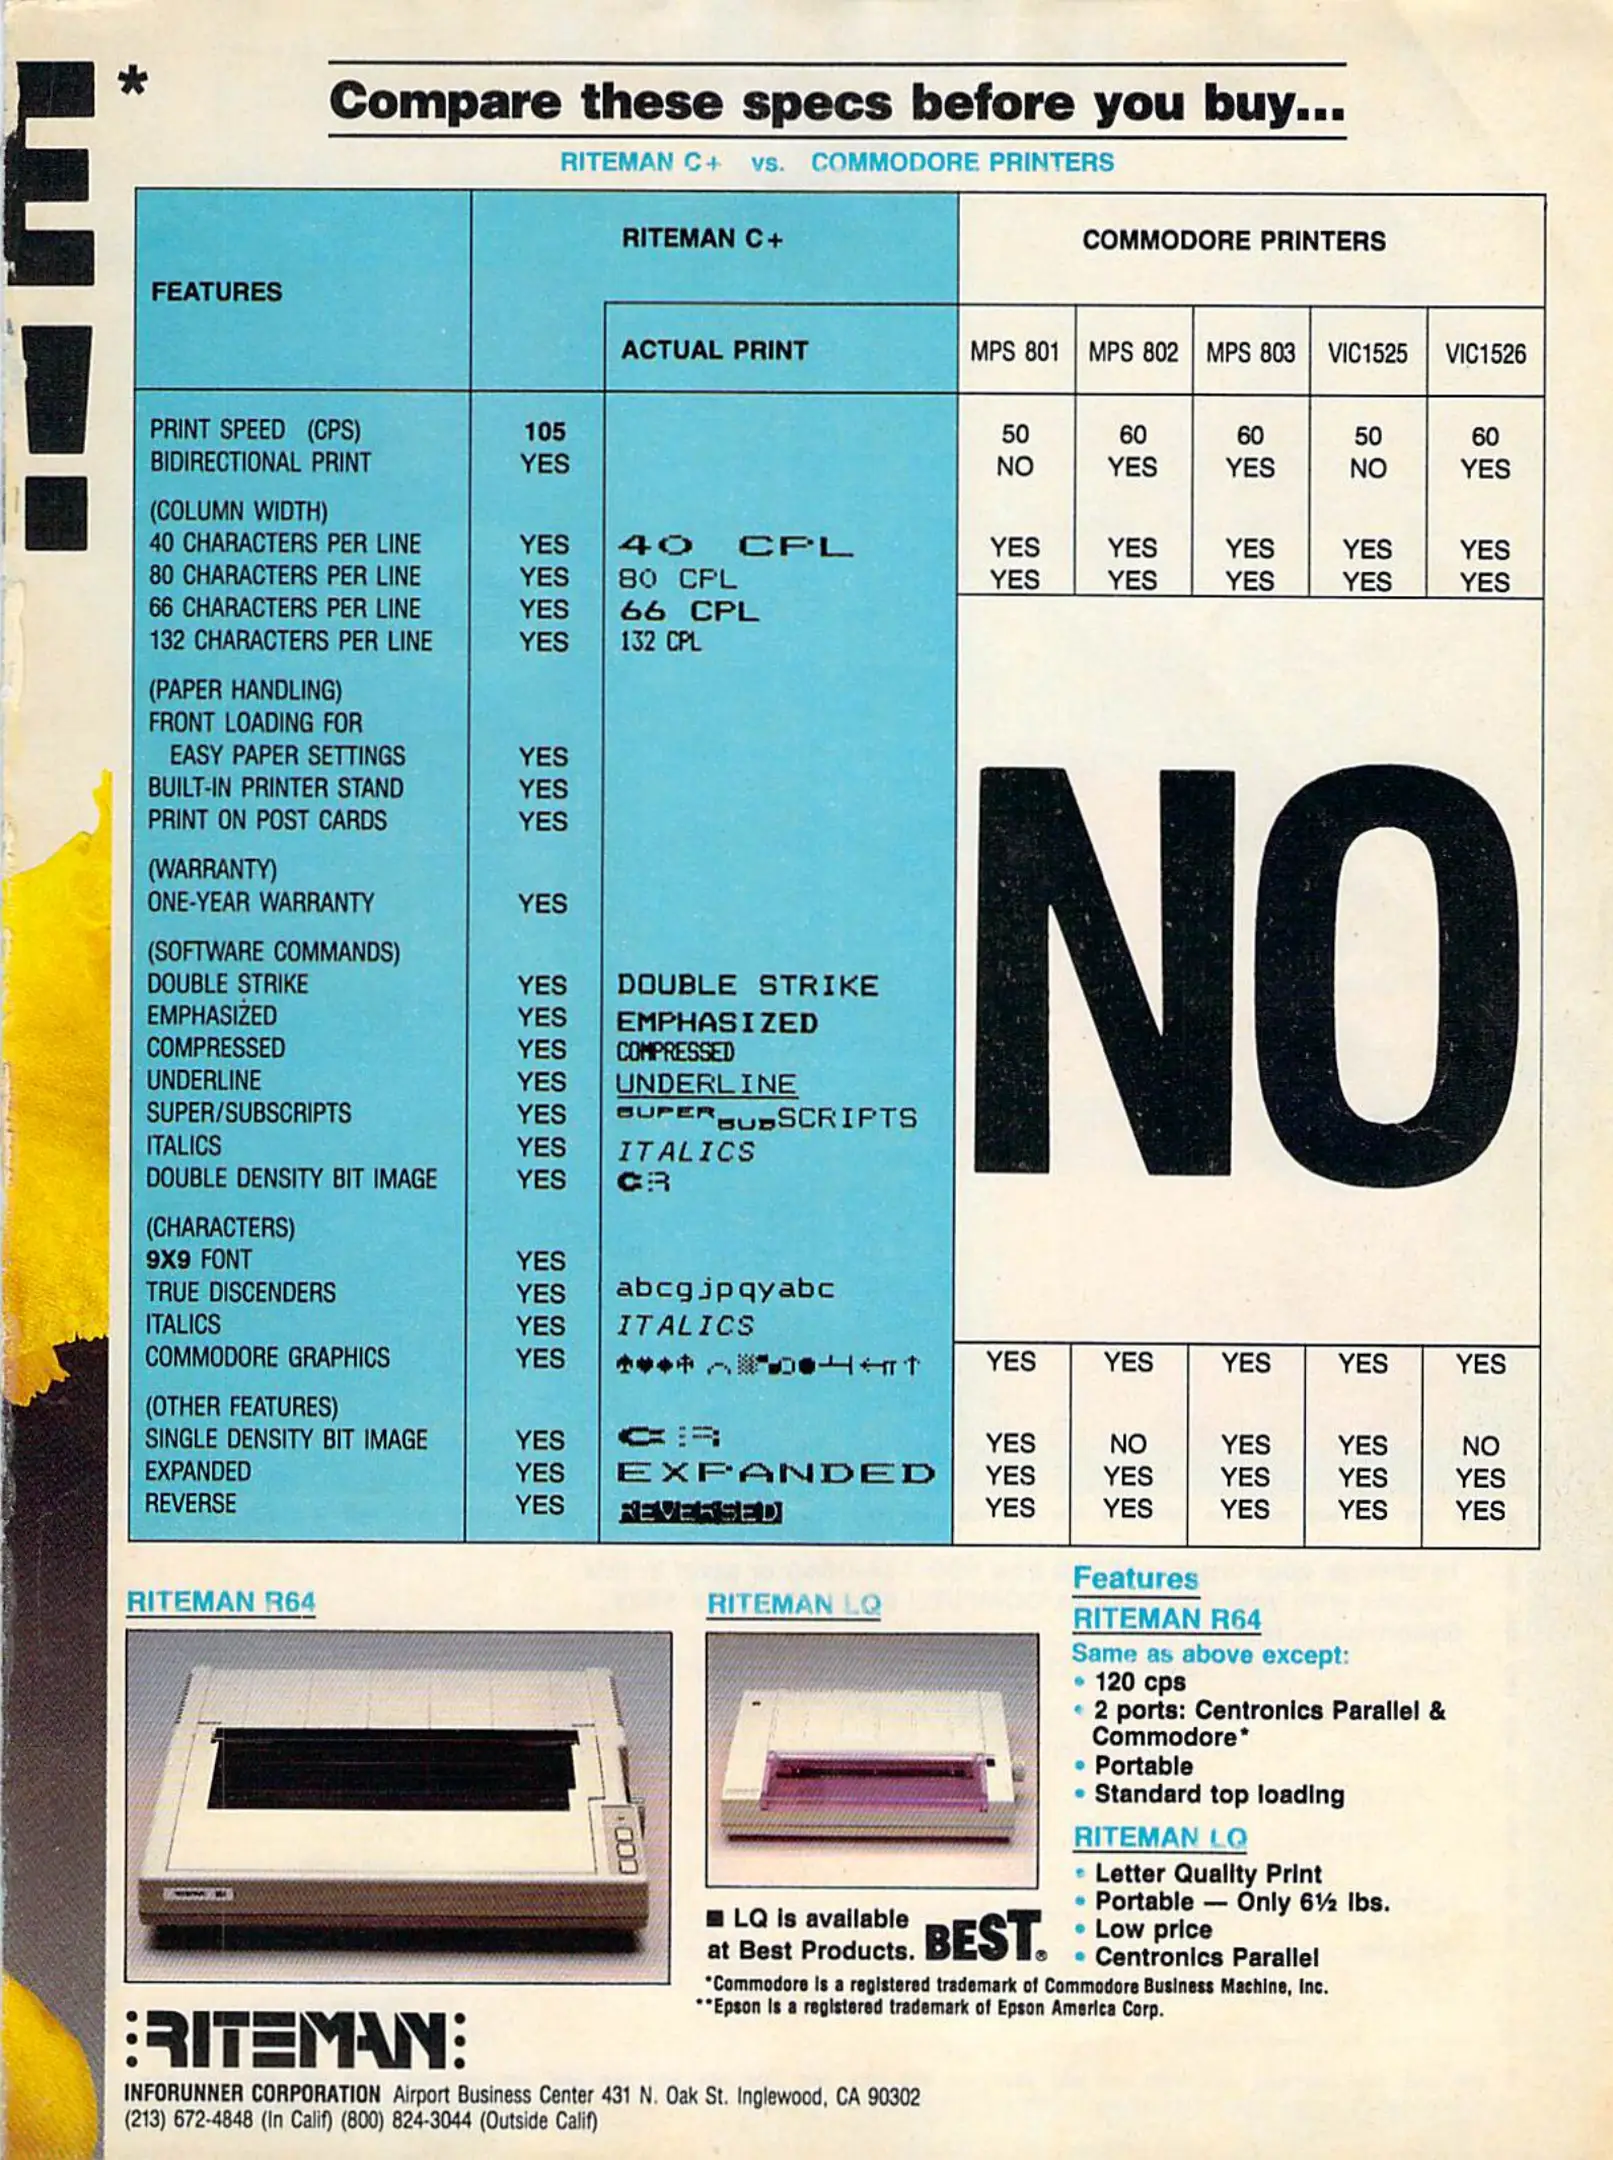 E!
*
Compare these specs before you buy...
RITEMAN C+ vs. COMMODORE PRINTERS
FEATURES
RITEMAN C+
COMMODORE PRINTERS
ACTUAL PRINT MPS 801 MPS 802 MPS 803 VIC1525 VIC1526
PRINT SPEED (CPS) 105 50 60 60 50 60
BIDIRECTIONAL PRINT YES NO YES YES NO YES
(COLUMN WIDTH)
40 CHARACTERS PER LINE YES 40 CPL YES YES YES YES YES
80 CHARACTERS PER LINE YES 80 CPL YES YES YES YES YES
66 CHARACTERS PER LINE YES 66 CPL
132 CHARACTERS PER LINE YES 132 CPL
(PAPER HANDLING)
FRONT LOADING FOR
EASY PAPER SETTINGS YES
BUILT-IN PRINTER STAND YES
PRINT ON POST CARDS YES
(WARRANTY)
ONE-YEAR WARRANTY YES
NO
(SOFTWARE COMMANDS)
DOUBLE STRIKE YES DOUBLE STRIKE
EMPHASIZED YES EMPHASIZED
COMPRESSED YES COMPRESSED
UNDERLINE YES UNDERLINE
SUPER/SUBSCRIPTS YES SUPER SUBSCRIPTS
ITALICS YES ITALICS
DOUBLE DENSITY BIT IMAGE YES
(CHARACTERS)
9X9 FONT YES
TRUE DISCENDERS YES abcgjpqyabc
ITALICS YES ITALICS
COMMODORE GRAPHICS YES YES YES YES YES YES
(OTHER FEATURES)
SINGLE DENSITY BIT IMAGE YES YES NO YES YES NO
EXPANDED YES EXPANDED YES YES YES YES YES
REVERSE YES REVERSED YES YES YES YES YES
RITEMAN R64
RITEMAN LQ
■ LQ is available
at Best Products. BEST®
Features
RITEMAN R64
Same as above except:
• 120 cps
• 2 ports: Centronics Parallel &
Commodore*
• Portable
• Standard top loading
RITEMAN LQ
• Letter Quality Print
• Portable — Only 6½ lbs.
• Low price
• Centronics Parallel
*Commodore is a registered trademark of Commodore Business Machine, Inc.
**Epson is a registered trademark of Epson America Corp.
RITEMAN
INFORUNNER CORPORATION Airport Business Center 431 N. Oak St. Inglewood, CA 90302
(213) 672-4848 (In Calif) (800) 824-3044 (Outside Calif)